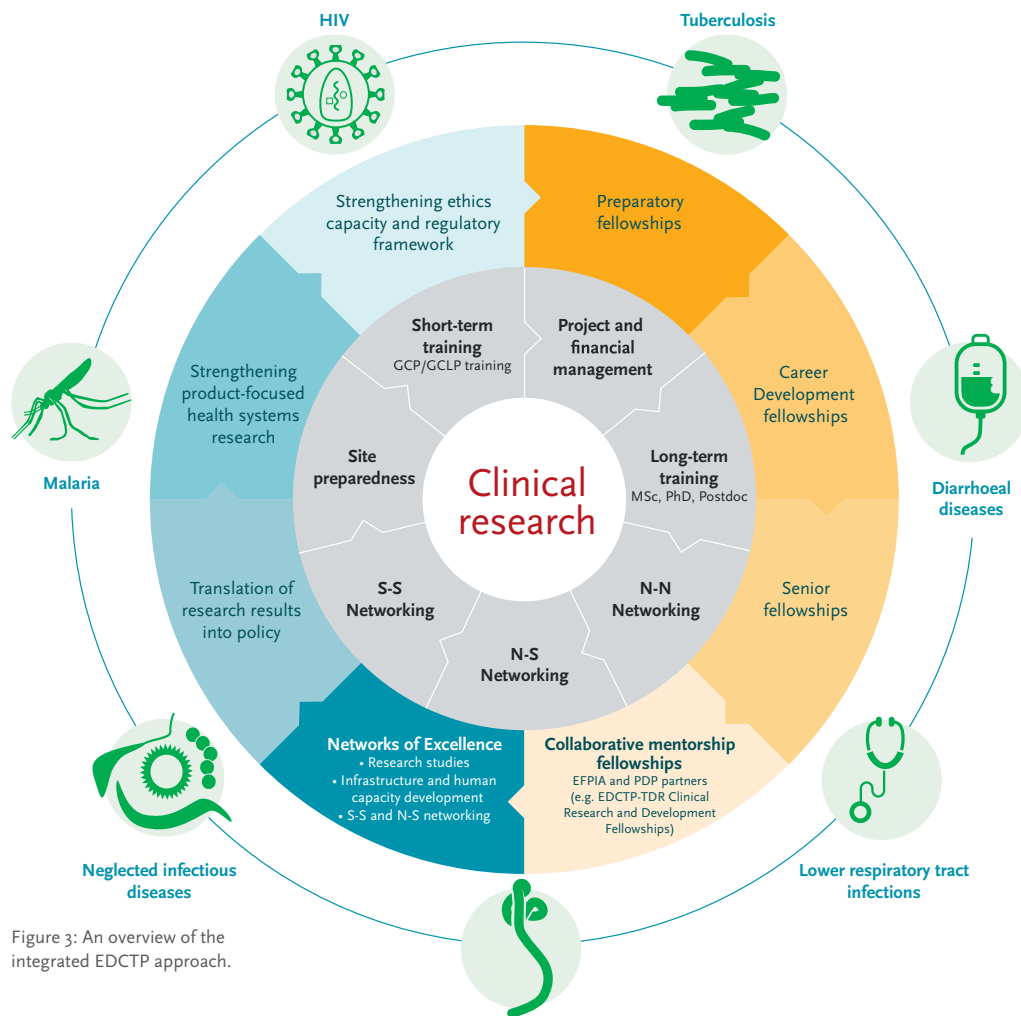 HIV
Tuberculosis
Strengthening ethics
capacity and regulatory
framework
Preparatory
fellowships
Short-term
training
GCP/GCLP training
Project and
financial
management
Strengthening
product-focused
health systems
research
Career
Development
fellowships
Site
preparedness
Long-term
training
MSc, PhD, Postdoc
Clinical
research
Malaria
Diarrhoeal
diseases
Translation of
research results
into policy
S-S
Networking
N-N
Networking
Senior
fellowships
N-S
Networking
Networks of Excellence
• Research studies
• Infrastructure and human
capacity development
• S-S and N-S networking
Collaborative mentorship
fellowships
EFPIA and PDP partners
(e.g. EDCTP-TDR Clinical
Research and Development
Fellowships)
Neglected infectious
diseases
Lower respiratory tract
infections
Figure 3: An overview of the
integrated EDCTP approach.